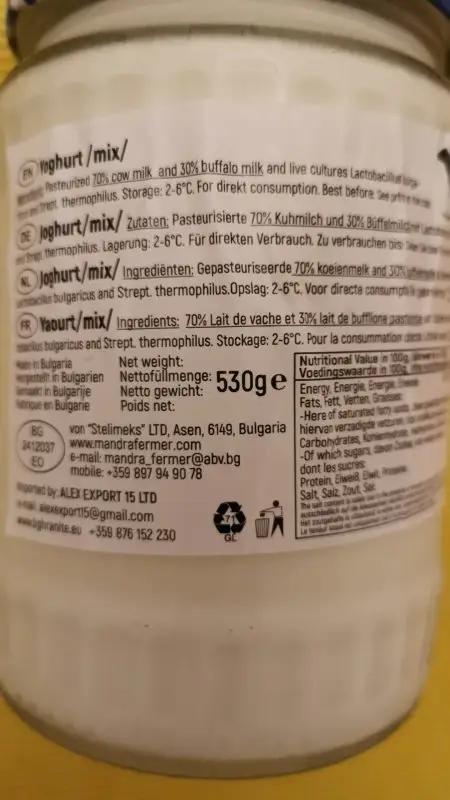 EN Yoghurt /mix/
Pasteurized 70% cow milk and 30% buffalo milk and live cultures Lactobacillus
Strept. thermophilus. Storage: 2-6°C. For direkt consumption. Best before: See
DE Joghurt/mix/ Zutaten: Pasteurisierte 70% Kuhmilch und 30% Büffelmilch
Strept. thermophilus. Lagerung: 2-6°C. Für direkten Verbrauch. Zu verbrauchen bis:
NL Joghurt/mix/ Ingrediënten: Gepasteuriseerde 70% koeienmelk and 30%
bulgaricus and Strept. thermophilus.Opslag: 2-6°C. Voor directe consumptie
FR Yaourt/mix/ Ingredients: 70% Lait de vache et 30% lait de bufflione
bulgaricus and Strept. thermophilus. Stockage: 2-6°C. Pour la consummation
Made in Bulgaria
Hergestellt in Bulgarien
Gemaakt in Bulgarije
Fabrique en Bulgarie
Net weight:
Nettofüllmenge:
Netto gewicht:
Poids net:
530g e
BG
2412037
EO
von "Stelimeks" LTD, Asen, 6149, Bulgaria
www.mandrafermer.com
e-mail: mandra_fermer@abv.bg
mobile: +359 897 94 90 78
Imported by: ALEX EXPORT 15 LTD
e-mail: alexexport15@gmail.com
+359 876 152 230
71
GL
Nutritional Value in 100g,
Voedingswaarde in 100g,
Energy, Energie, Energie,
Fats, Fett, Vetten, Graisses:
-Here of saturated fatty
hiervan verzadigde
Carbohydrates,
-Of which sugars,
dont les sucres:
Protein, Eiweiß, Eiwit,
Salt, Salz, Zout, Sel:
The salt content is